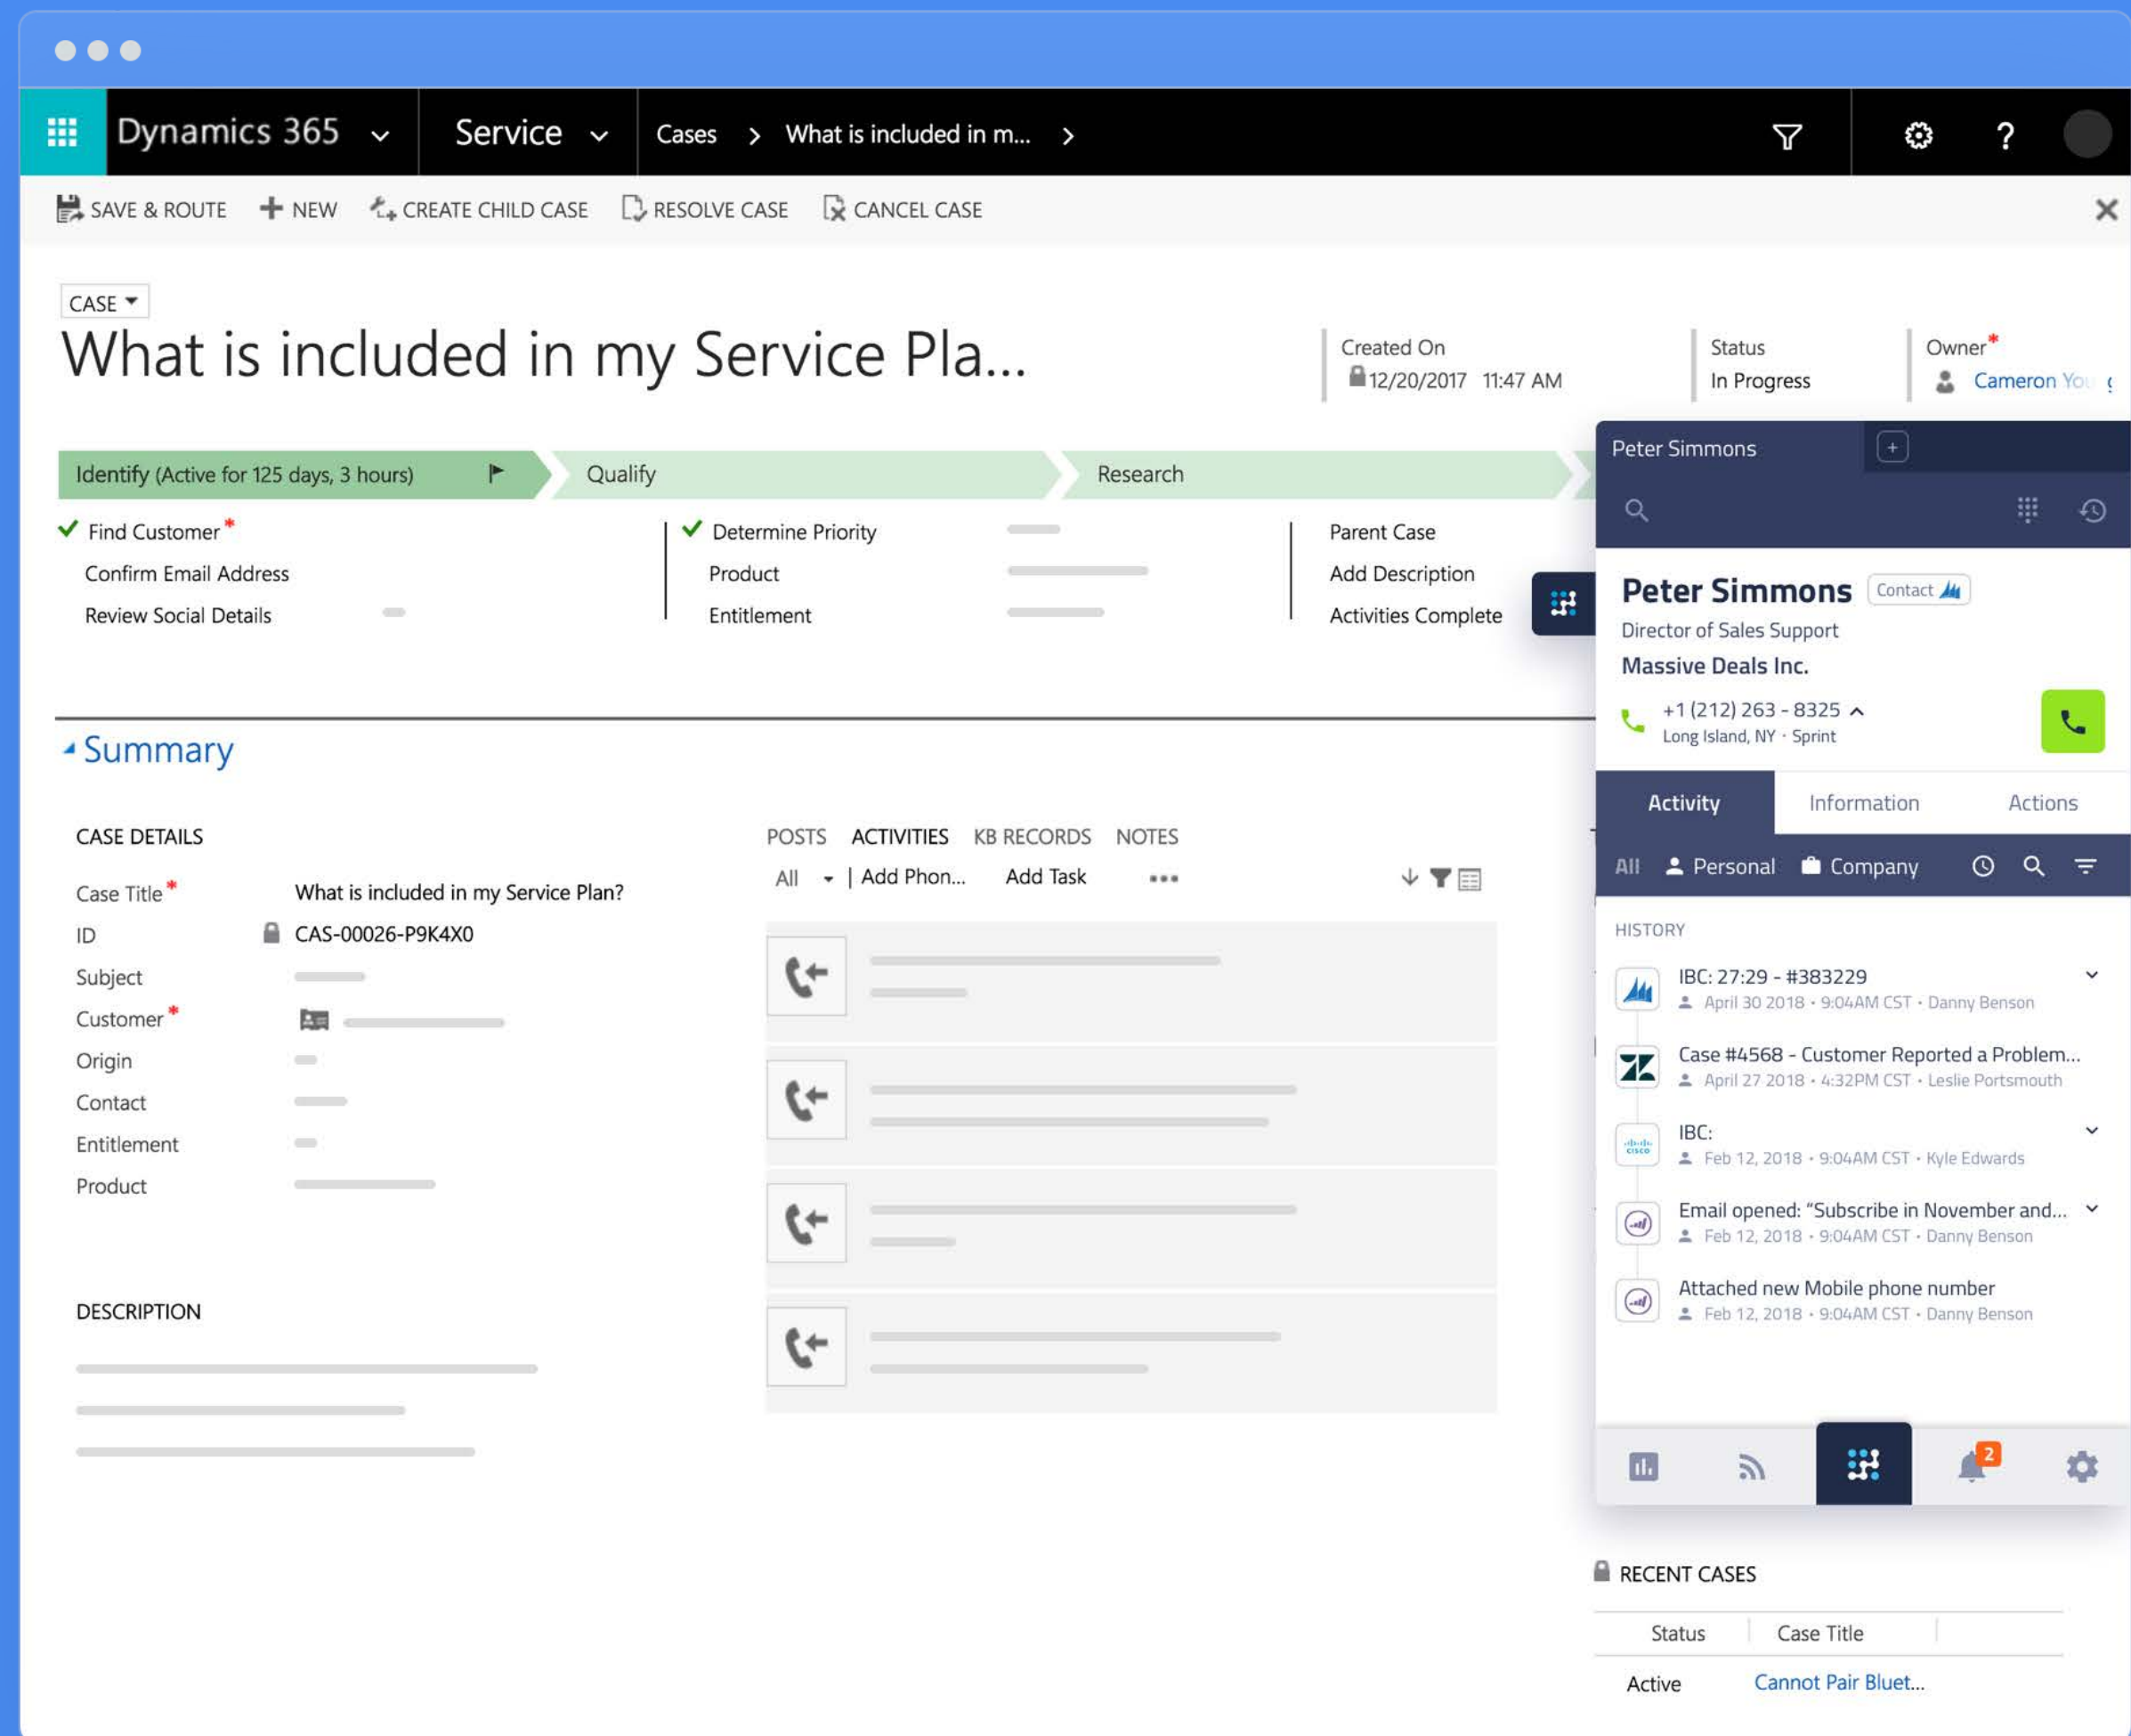 Dynamics 365
Service
Cases > What is included in m... >
?
SAVE & ROUTE
NEW
CREATE CHILD CASE
RESOLVE CASE
CANCEL CASE
CASE
What is included in my Service Pla...
Created On
12/20/2017 11:47 AM
Status
In Progress
Owner*
Cameron
Identify (Active for 125 days, 3 hours)
Qualify
Research
Find Customer*
Confirm Email Address
Review Social Details
Determine Priority
Product
Entitlement
Parent Case
Add Description
Activities Complete
Summary
CASE DETAILS
Case Title* What is included in my Service Plan?
ID CAS-00026-P9K4X0
Subject
Customer*
Origin
Contact
Entitlement
Product
DESCRIPTION
POSTS ACTIVITIES KB RECORDS NOTES
All | Add Phon... Add Task ...
Peter Simmons
+
Peter Simmons Contact
Director of Sales Support
Massive Deals Inc.
+1 (212) 263 - 8325
Long Island, NY · Sprint
Activity Information Actions
All Personal Company
HISTORY
IBC: 27:29 - #383229
April 30 2018 • 9:04AM CST • Danny Benson
Case #4568 - Customer Reported a Problem...
April 27 2018 • 4:32PM CST • Leslie Portsmouth
cisco
IBC:
Feb 12, 2018 • 9:04AM CST • Kyle Edwards
Email opened: “Subscribe in November and...
Feb 12, 2018 • 9:04AM CST • Danny Benson
Attached new Mobile phone number
Feb 12, 2018 • 9:04AM CST • Danny Benson
2
RECENT CASES
Status Case Title
Active Cannot Pair Bluet...